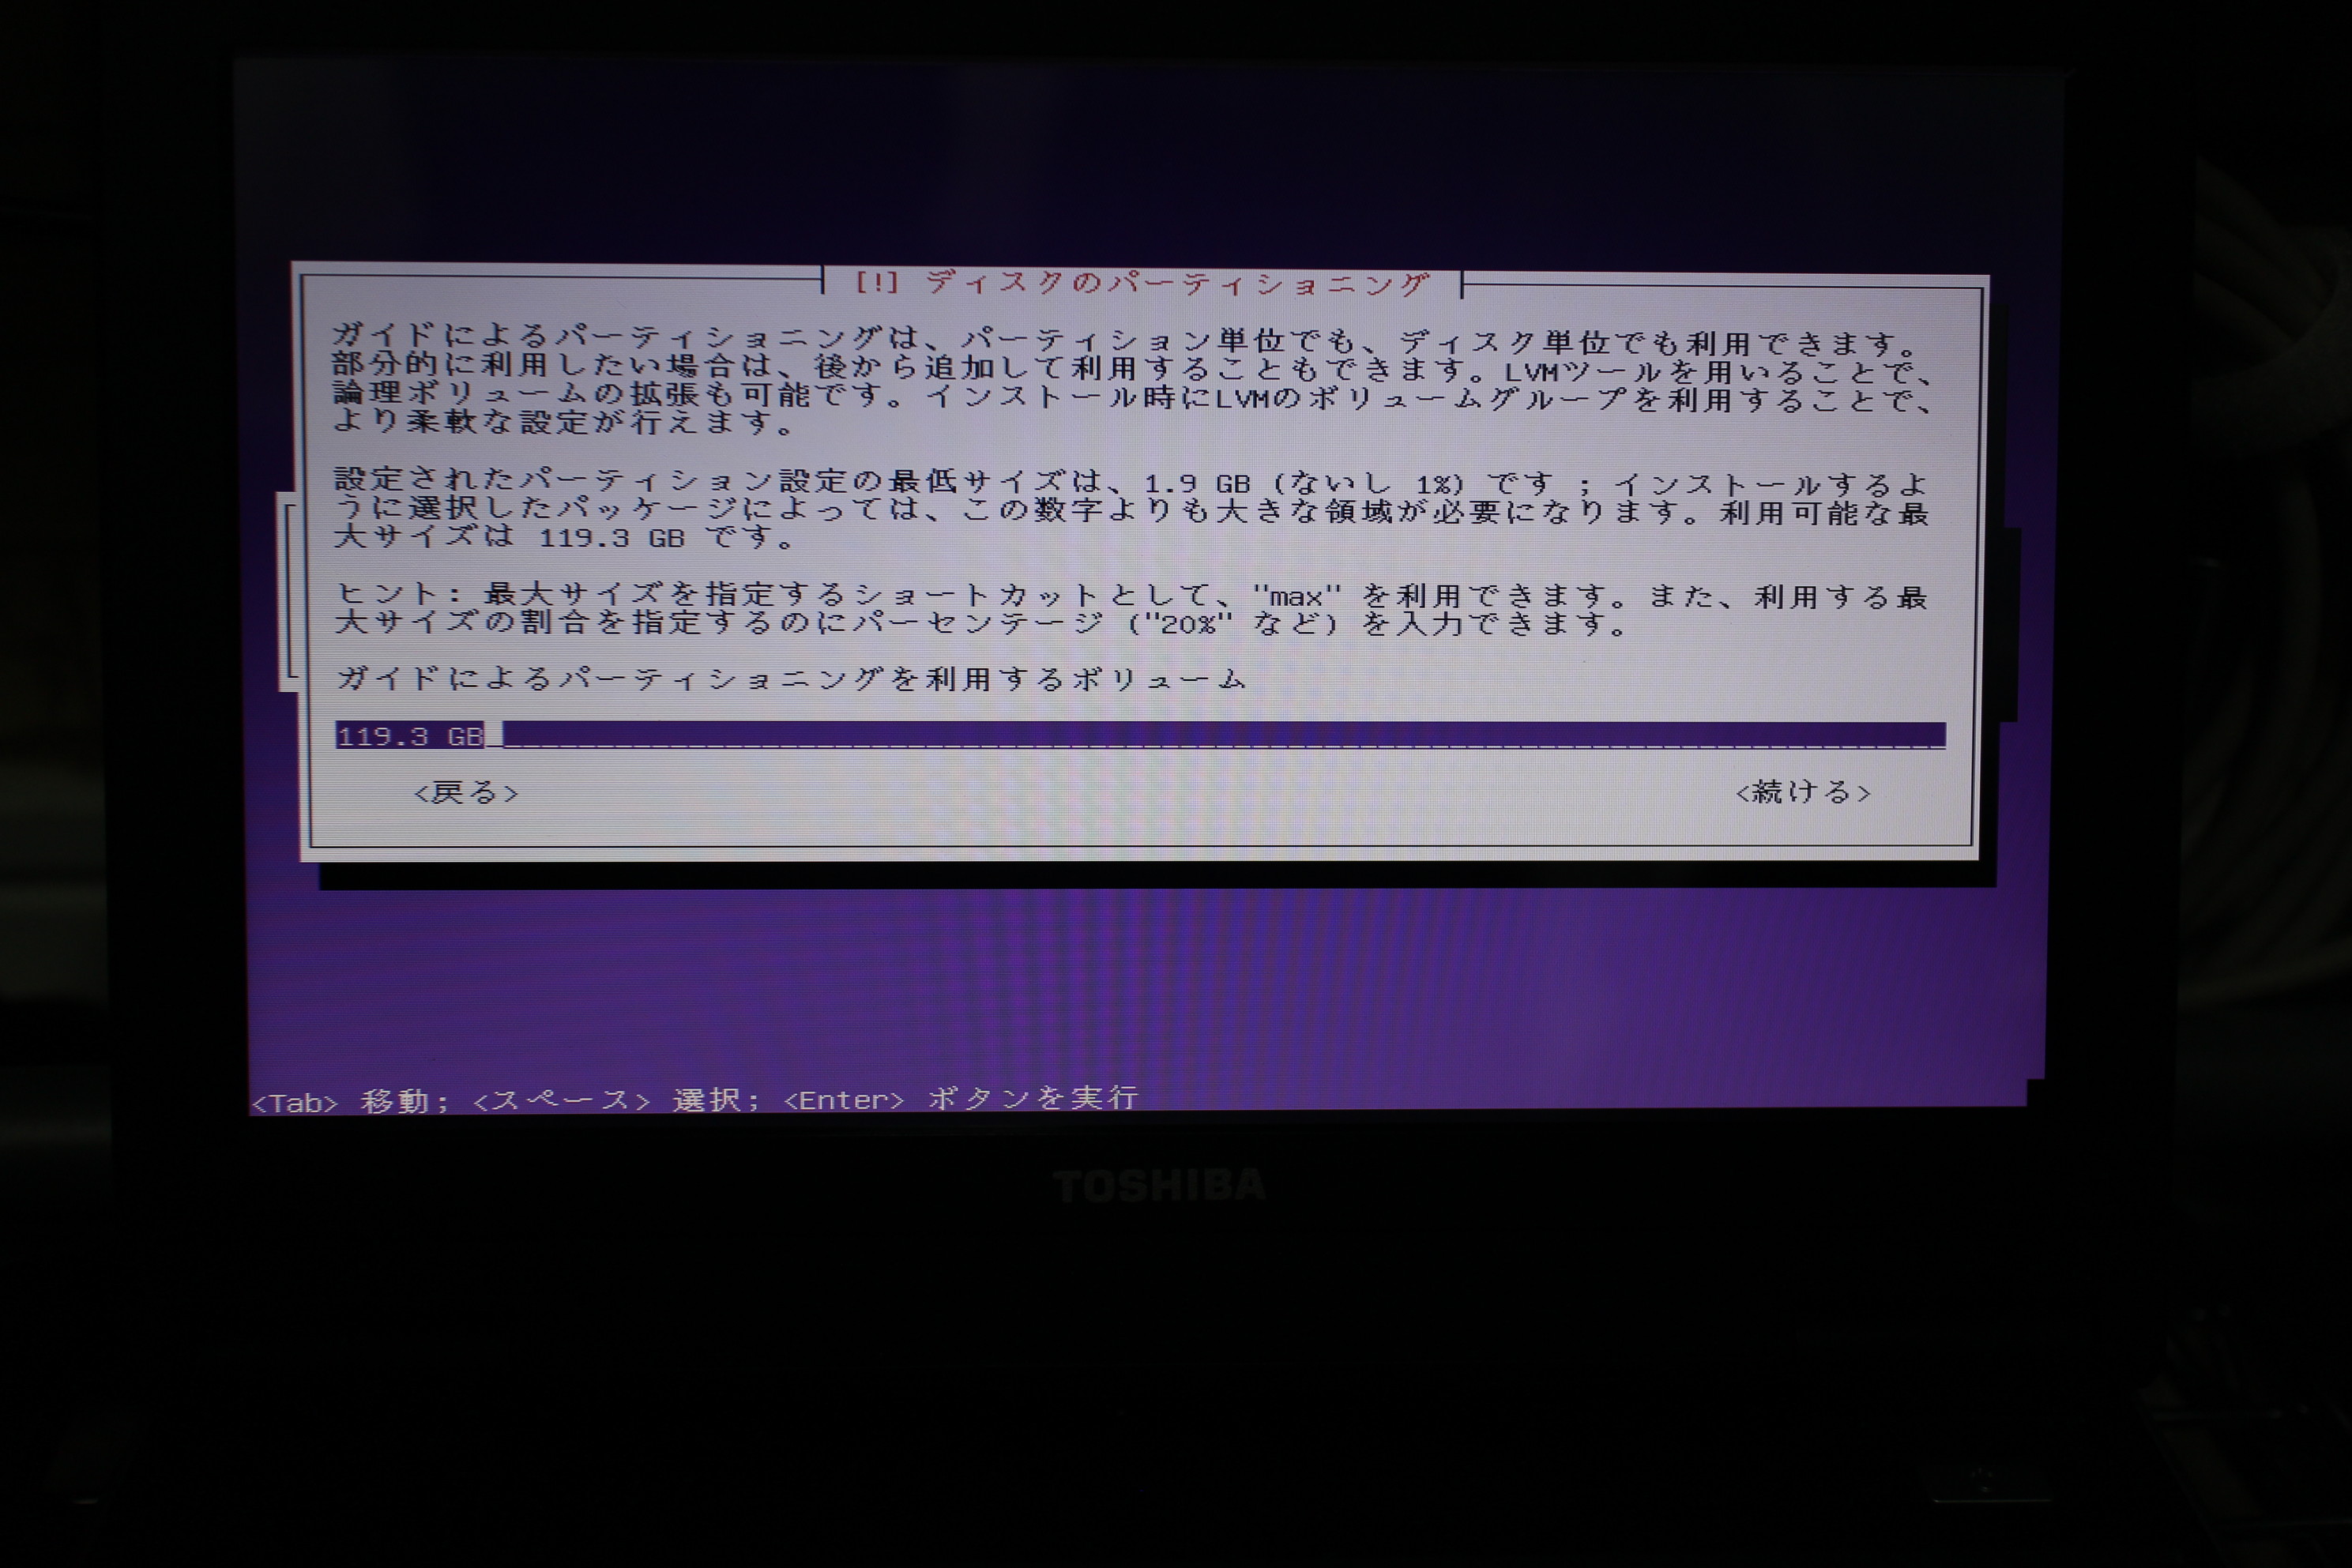 [!] ディスクのパーティショニング
ガイドによるパーティショニングは、パーティション単位でも、ディスク単位でも利用できます。
部分的に利用したい場合は、後から追加して利用することもできます。LVMツールを用いることで、
論理ボリュームの拡張も可能です。インストール時にLVMのボリュームグループを利用することで、
より柔軟な設定が行えます。
設定されたパーティション設定の最低サイズは、1.9 GB (ないし 1%) です ; インストールするよ
うに選択したパッケージによっては、この数字よりも大きな領域が必要になります。利用可能な最
大サイズは 119.3 GB です。
ヒント: 最大サイズを指定するショートカットとして、"max" を利用できます。また、利用する最
大サイズの割合を指定するのにパーセンテージ ("20%" など) を入力できます。
ガイドによるパーティショニングを利用するボリューム
119.3 GB
<戻る> <続ける>
<Tab> 移動; <スペース> 選択; <Enter> ボタンを実行
TOSHIBA